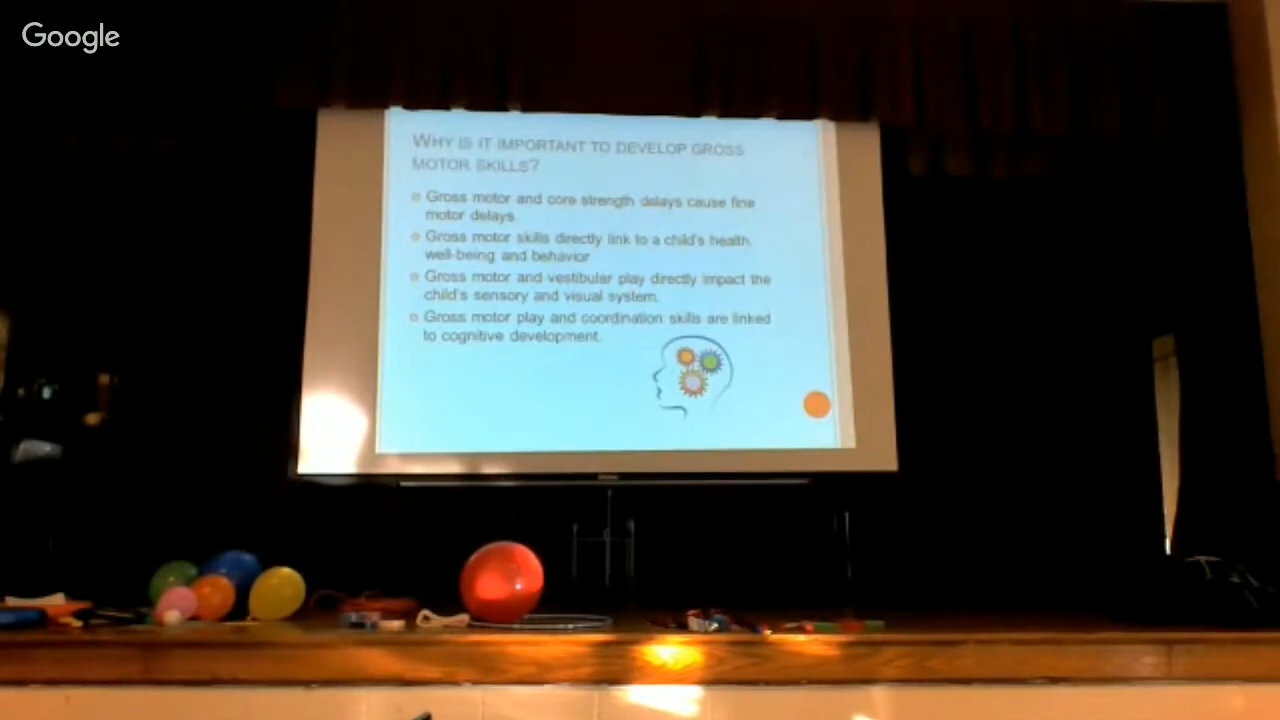 Google
WHY IS IT IMPORTANT TO DEVELOP GROSS
MOTOR SKILLS?
Gross motor and core strength delays cause fine
motor delays.
Gross motor skills directly link to a child's health,
well-being and behavior
Gross motor and vestibular play directly impact the
child's sensory and visual system.
Gross motor play and coordination skills are linked
to cognitive development.